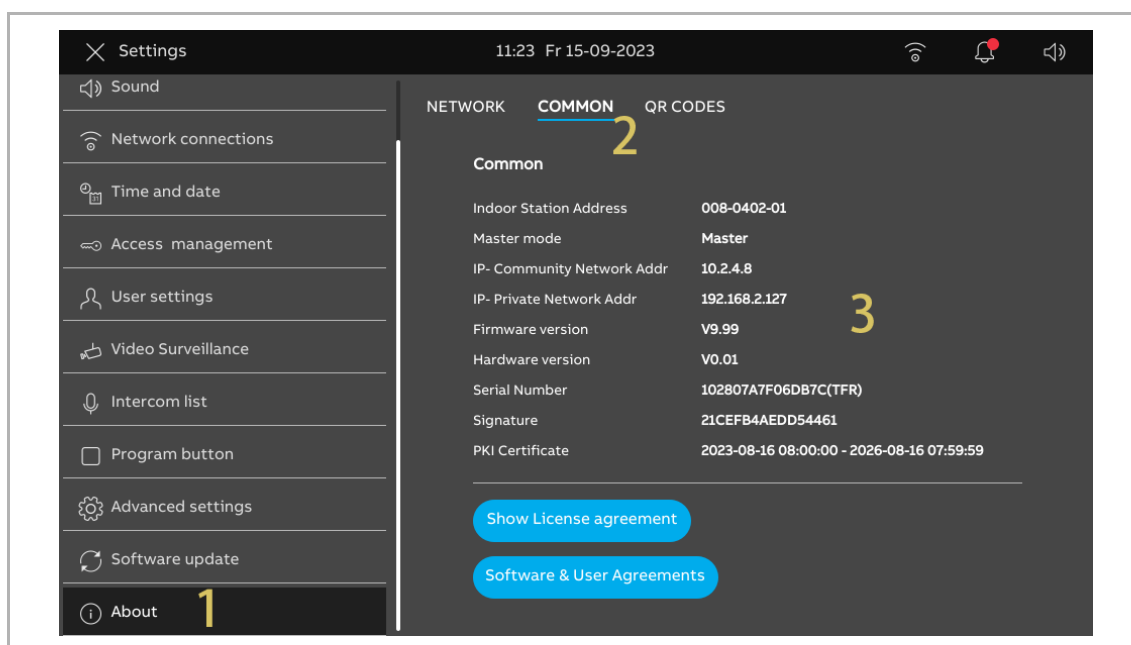 Settings
11:23 Fr 15-09-2023
Sound
Network connections
Time and date
Access management
User settings
Video Surveillance
Intercom list
Program button
Advanced settings
Software update
About
1
NETWORK COMMON QR CODES
2
Common
Indoor Station Address 008-0402-01
Master mode Master
IP- Community Network Addr 10.2.4.8
IP- Private Network Addr 192.168.2.127
3
Firmware version V9.99
Hardware version V0.01
Serial Number 102807A7F06DB7C(TFR)
Signature 21CEFB4AEDD54461
PKI Certificate 2023-08-16 08:00:00 - 2026-08-16 07:59:59
Show License agreement
Software & User Agreements